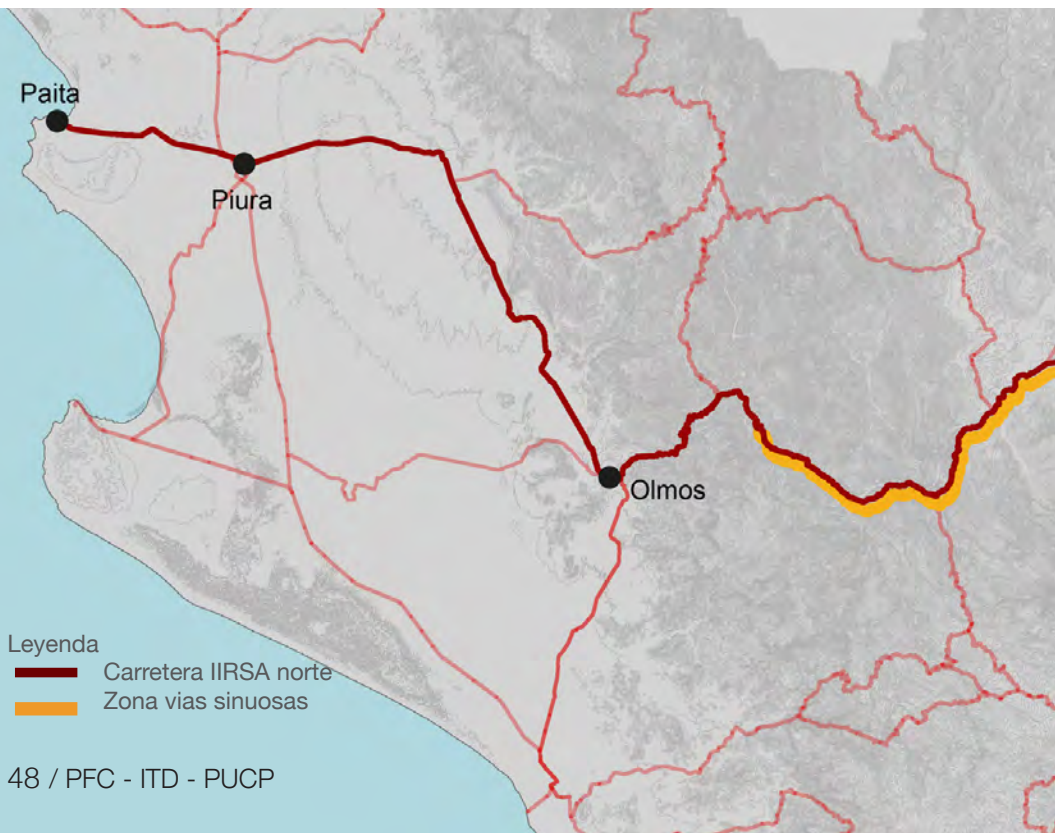 Paita
Piura
Olmos
Leyenda
Carretera IIRSA norte
Zona vias sinuosas
48 / PFC - ITD - PUCP